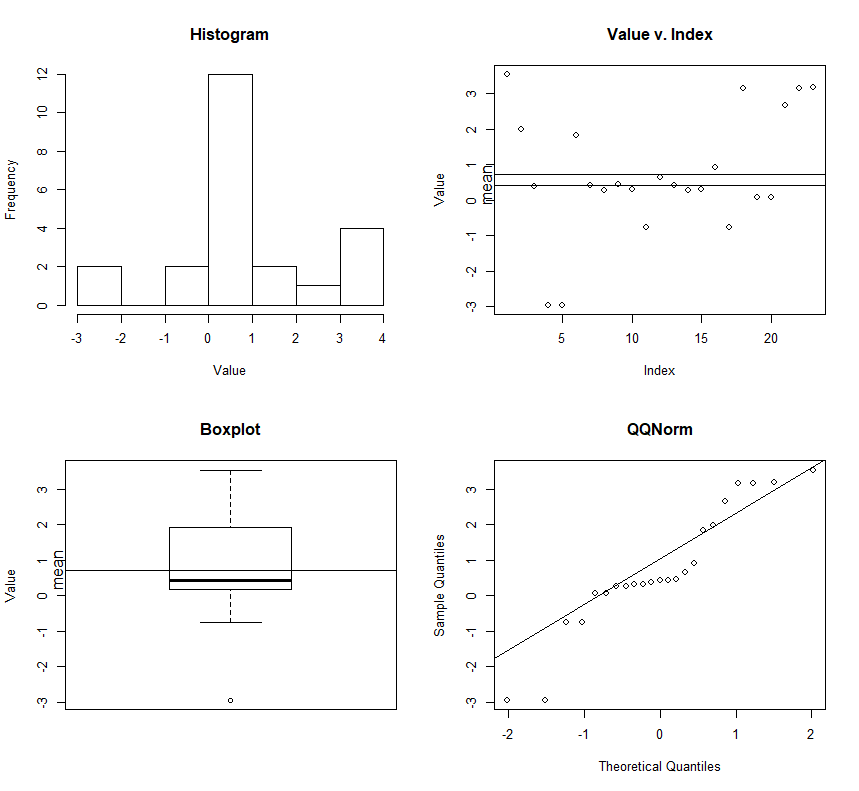 Histogram
Frequency
12
10
8
6
4
2
0
-3 -2 -1 0 1 2 3 4
Value
Value v. Index
Value
mean
3
2
1
0
-1
-2
-3
5 10 15 20
Index
Boxplot
Value
mean
3
2
1
0
-1
-2
-3
QQNorm
Sample Quantiles
3
2
1
0
-1
-2
-3
-2 -1 0 1 2
Theoretical Quantiles